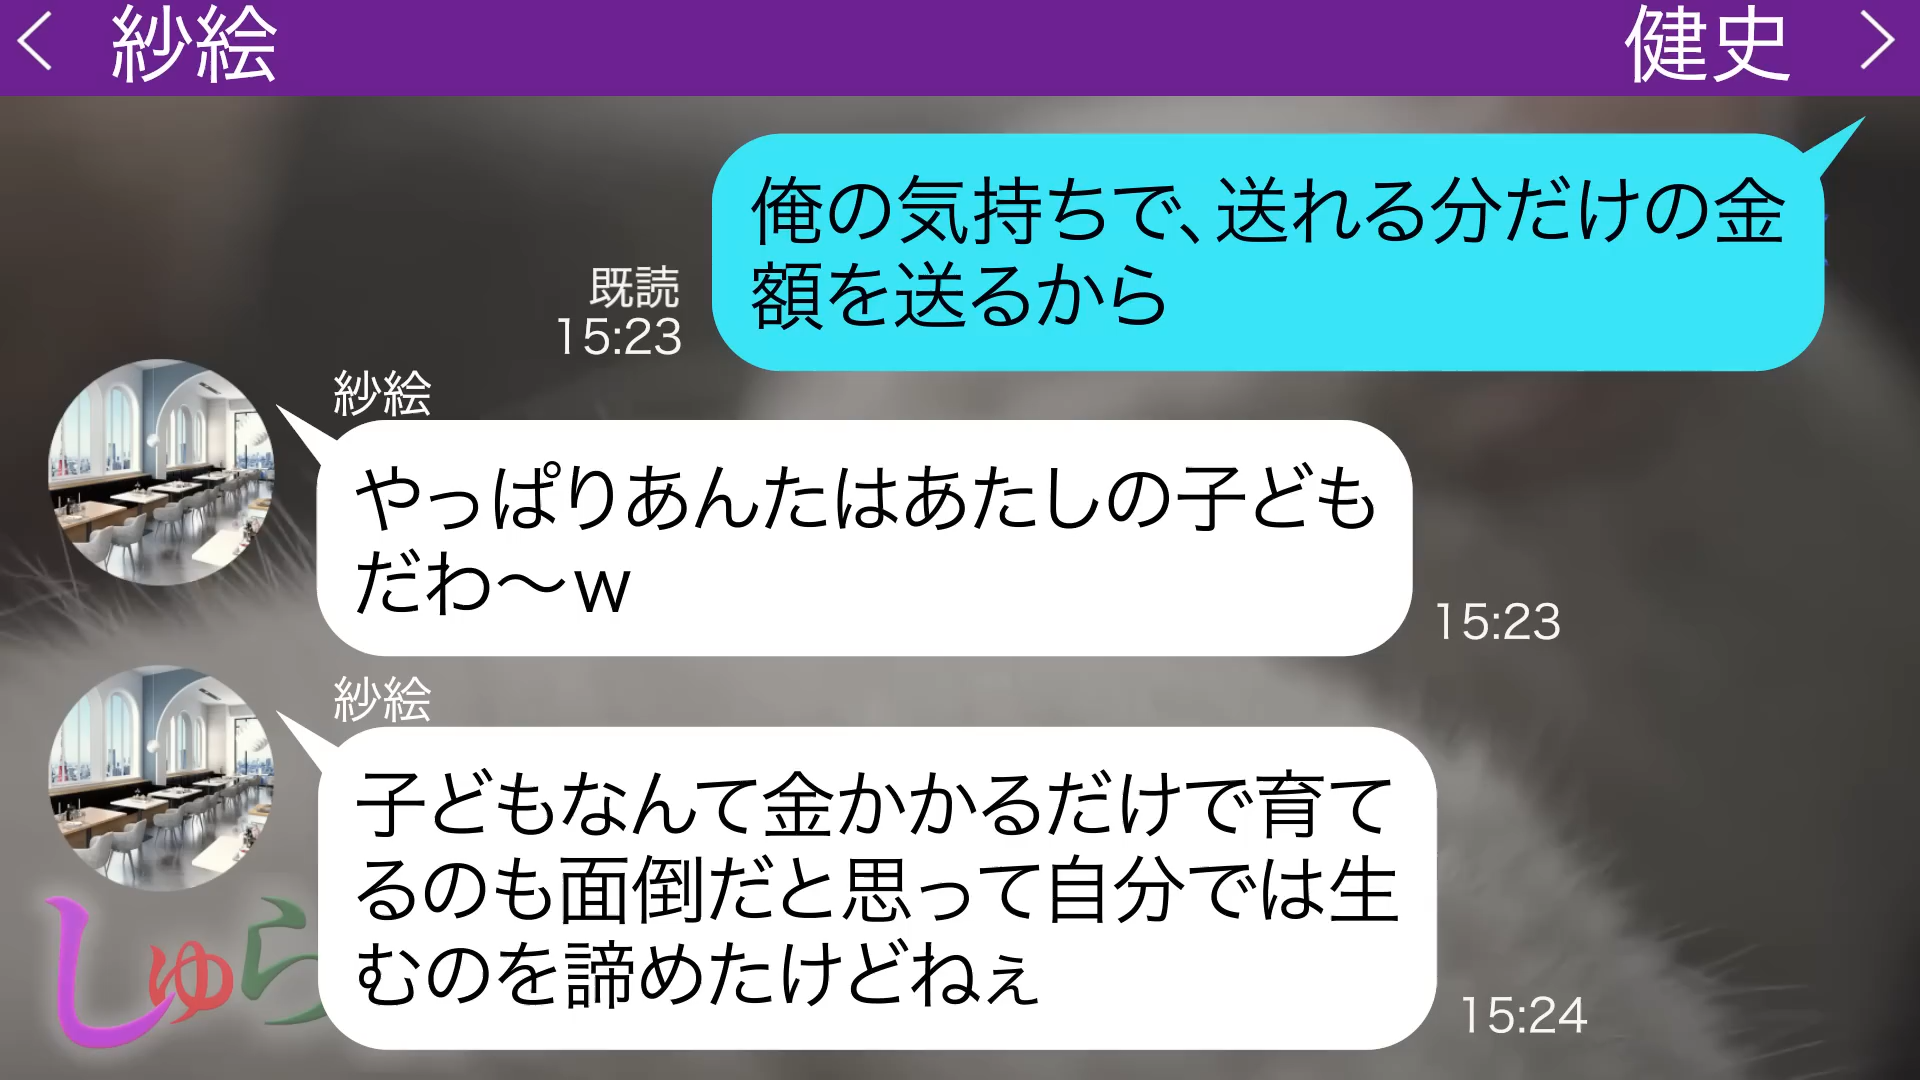 紗絵
健史
俺の気持ちで、送れる分だけの金
額を送るから
既読
15:23
紗絵
やっぱりあんたはあたしの子ども
だわ～w
15:23
紗絵
子どもなんて金かかるだけで育て
るのも面倒だと思って自分では生
むのを諦めたけどねぇ
15:24
しゅら